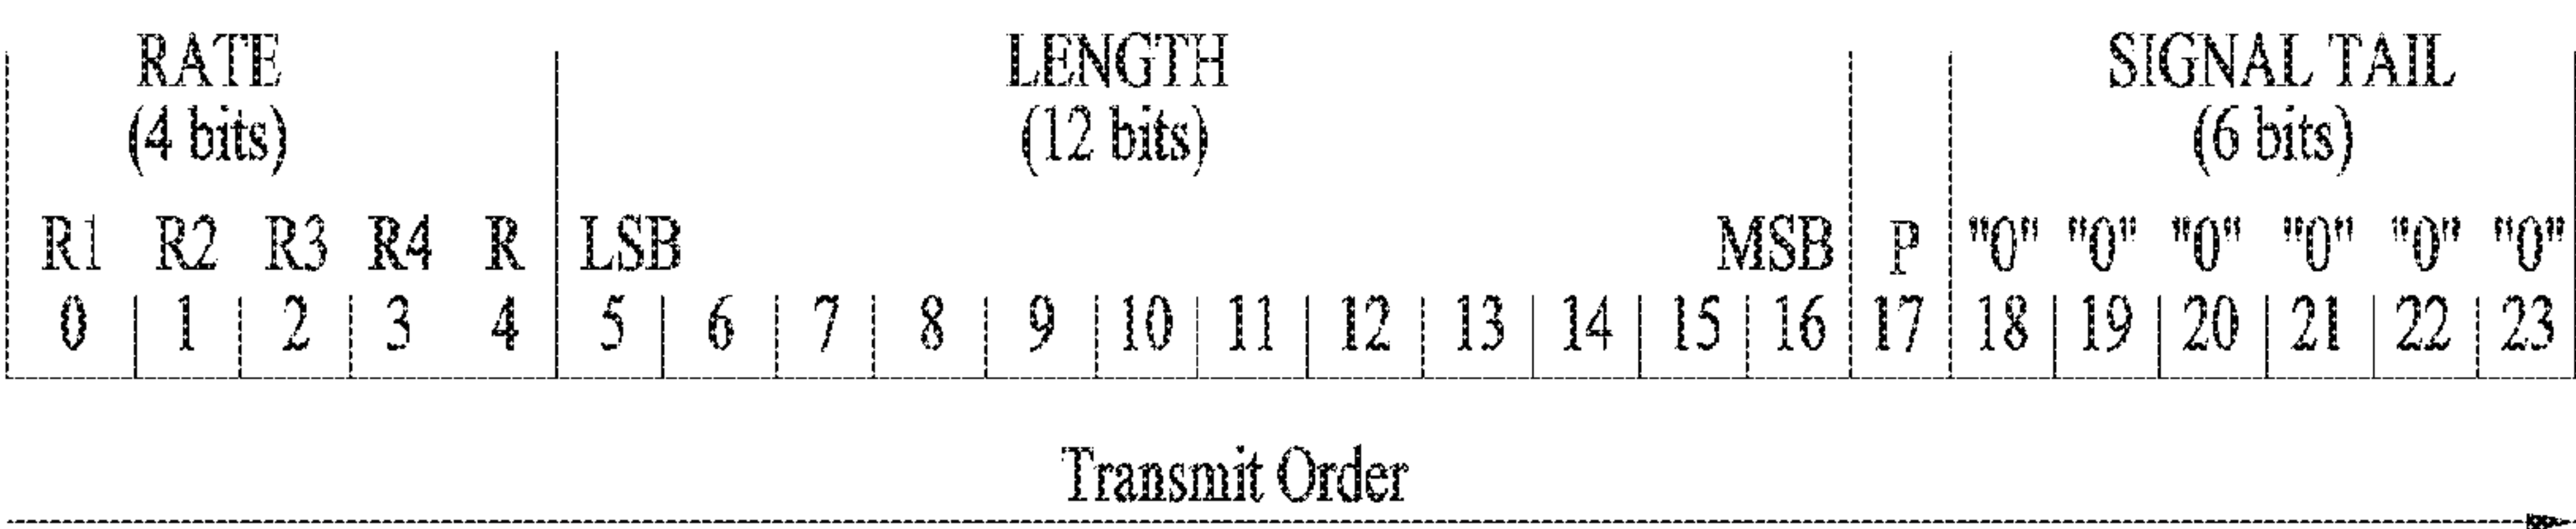 RATE LENGTH SIGNAL TAIL
(4 bits) (12 bits) (6 bits)
R1 R2 R3 R4 R LSB MSB P "0" "0" "0" "0" "0" "0"
0 1 2 3 4 5 6 7 8 9 10 11 12 13 14 15 16 17 18 19 20 21 22 23
Transmit Order